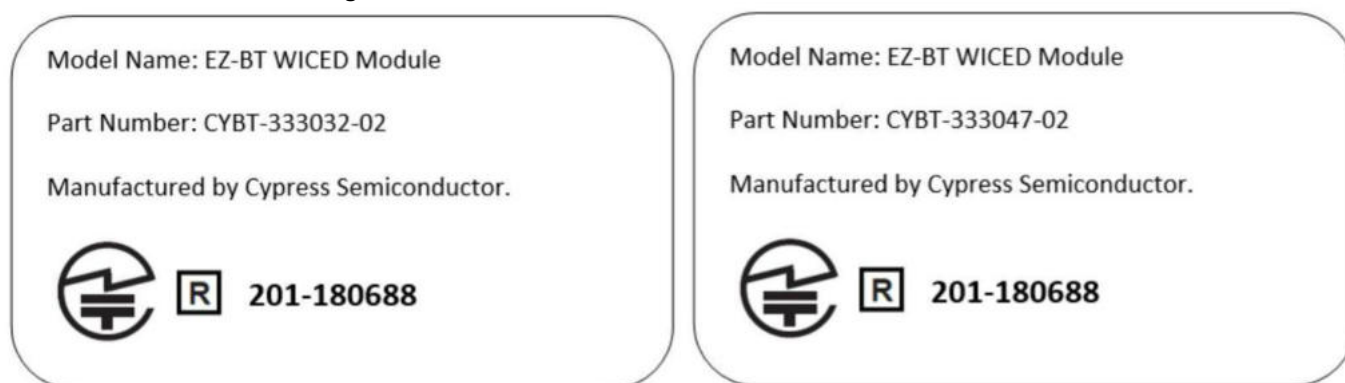 Model Name: EZ-BT WICED Module
Part Number: CYBT-333032-02
Manufactured by Cypress Semiconductor.
R 201-180688
Model Name: EZ-BT WICED Module
Part Number: CYBT-333047-02
Manufactured by Cypress Semiconductor.
R 201-180688